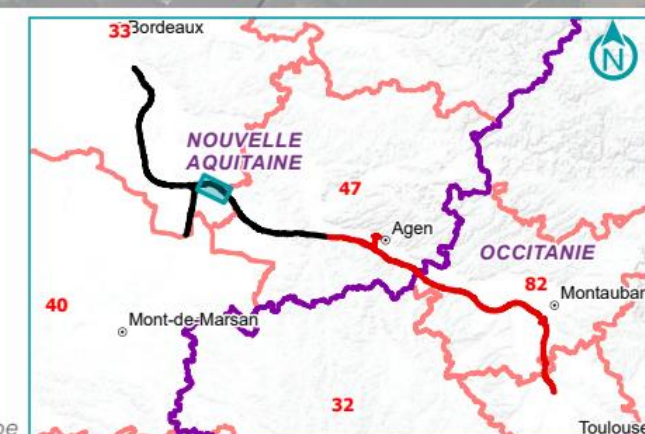 33
Bordeaux
N
NOUVELLE
AQUITAINE
47
Agen
OCCITANIE
82
Montauban
40
Mont-de-Marsan
32
Toulouse